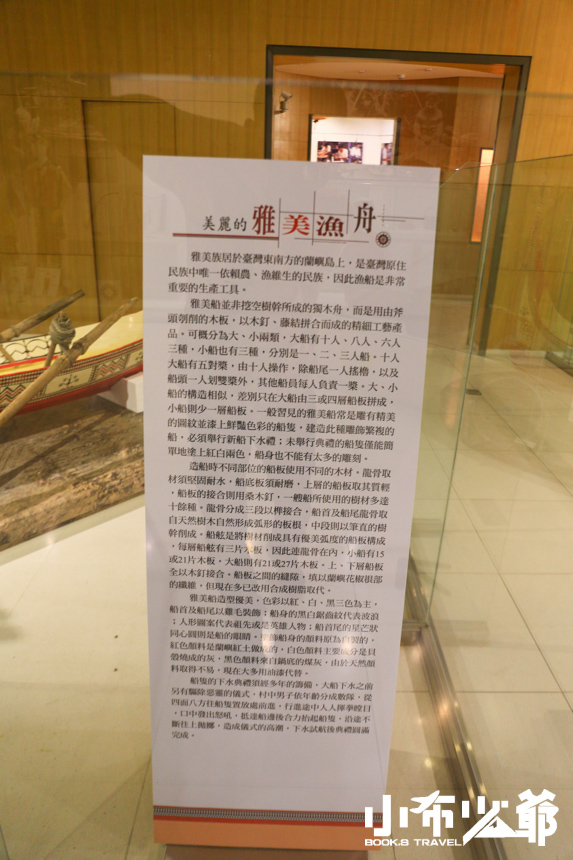 美麗的雅美漁舟
雅美族居於臺灣東南方的蘭嶼島上，是臺灣原住
民族中唯一依賴農、漁維生的民族，因此漁船是非常
重要的生產工具。
雅美船並非挖空樹幹所成的獨木舟，而是用由斧
頭刳削的木板，以木釘、藤結拼合而成的精細工藝產
品。可概分為大、小兩類，大船有十人、八人、六人
三種，小船也有三種，分別是一、二、三人船。十人
大船有五對槳，由十人操作，除船尾一人搖櫓，以及
船頭一人划雙槳外，其他船員每人負責一槳。大、小
船的構造相似，差別只在大船由三或四層船板拼成，
小船則少一層船板。一般習見的雅美船常是雕有精美
的圖紋並漆上鮮豔色彩的船隻，建造此種雕飾繁複的
船，必須舉行新船下水禮；未舉行典禮的船隻僅能簡
單地塗上紅白兩色，船身也不能有太多的雕刻。
造船時不同部位的船板使用不同的木材。龍骨取
材須堅固耐水，船底板須耐磨，上層的船板取其質輕
，船板的接合則用桑木釘，一艘船所使用的樹材多達
十餘種。龍骨分成三段以榫接合，船首及船尾龍骨取
自天然樹木自然形成弧形的板根，中段則以筆直的樹
幹削成。船舷是將樹材削成具有優美弧度的船板構成
，每層船舷有三片木板，因此連龍骨在內，小船有15
或21片木板，大船則有21或27片木板。上、下層船板
全以木釘接合，船板之間的縫隙，填以蘭嶼花椒根部
的纖維，但現在多已改用合成樹脂取代。
雅美船造型優美，色彩以紅、白、黑三色為主，
船首及船尾以雞毛裝飾；船身的黑白鋸齒紋代表波浪
；人形圖案代表祖先或是英雄人物；船首尾的星芒狀
同心圓則是船的眼睛。塗飾船身的顏料原為自製的，
紅色顏料是蘭嶼紅土做成的，白色顏料主要成分是貝
殼燒成的灰，黑色顏料來自鍋底的煤灰，由於天然顏
料取得不易，現在大多用油漆代替。
船隻的下水典禮須經多年的籌備，大船下水之前
另有驅除惡靈的儀式，村中男子依年齡分成數隊，從
四面八方往船隻置放處前進，行進途中人人揮拳瞪目
，口中發出怒吼，抵達船邊後合力抬起船隻，沿途不
斷往上拋擲，造成儀式的高潮，下水試航後典禮圓滿
完成。
小布少爺
BOOK.B TRAVEL